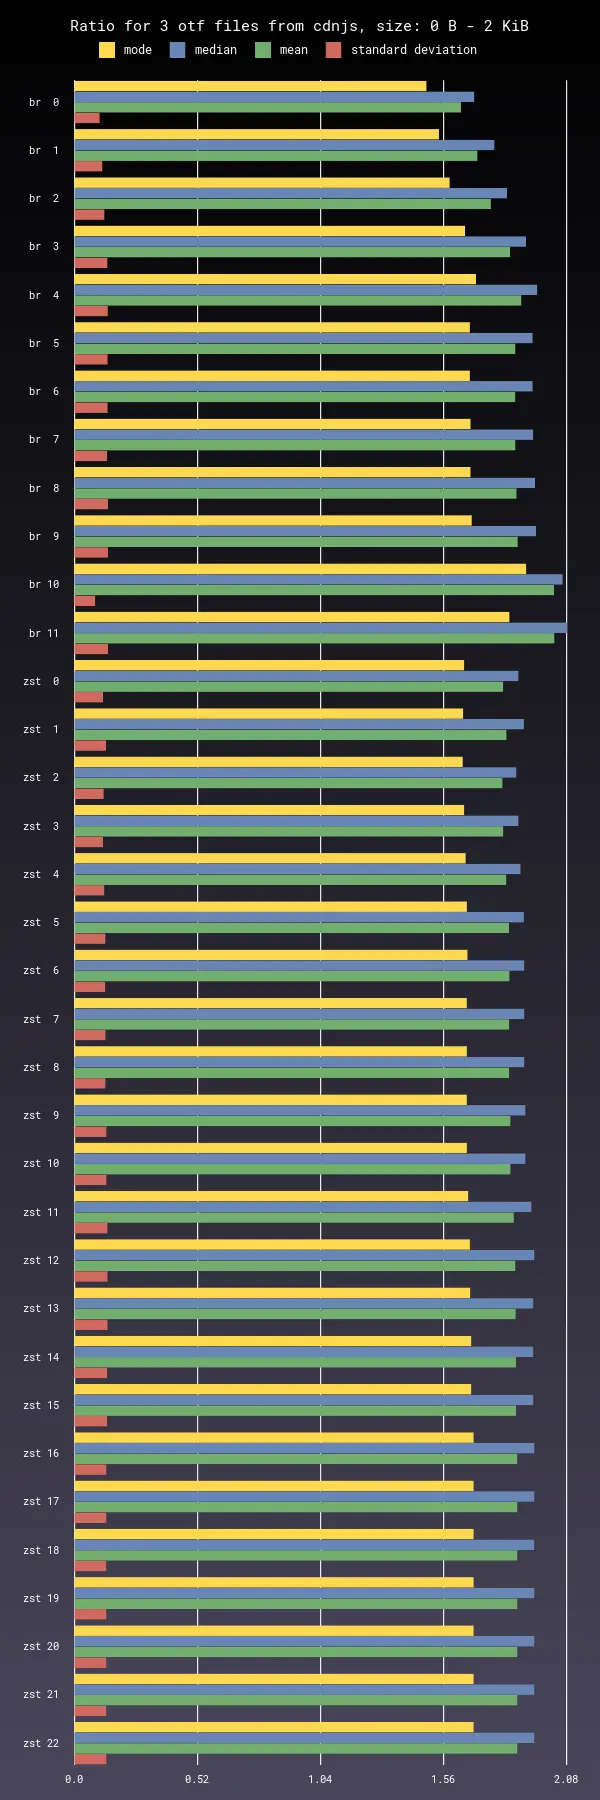 Ratio for 3 otf files from cdnjs, size: 0 B - 2 KiB
mode median mean standard deviation
br 0
br 1
br 2
br 3
br 4
br 5
br 6
br 7
br 8
br 9
br 10
br 11
zst 0
zst 1
zst 2
zst 3
zst 4
zst 5
zst 6
zst 7
zst 8
zst 9
zst 10
zst 11
zst 12
zst 13
zst 14
zst 15
zst 16
zst 17
zst 18
zst 19
zst 20
zst 21
zst 22
0.0 0.52 1.04 1.56 2.08